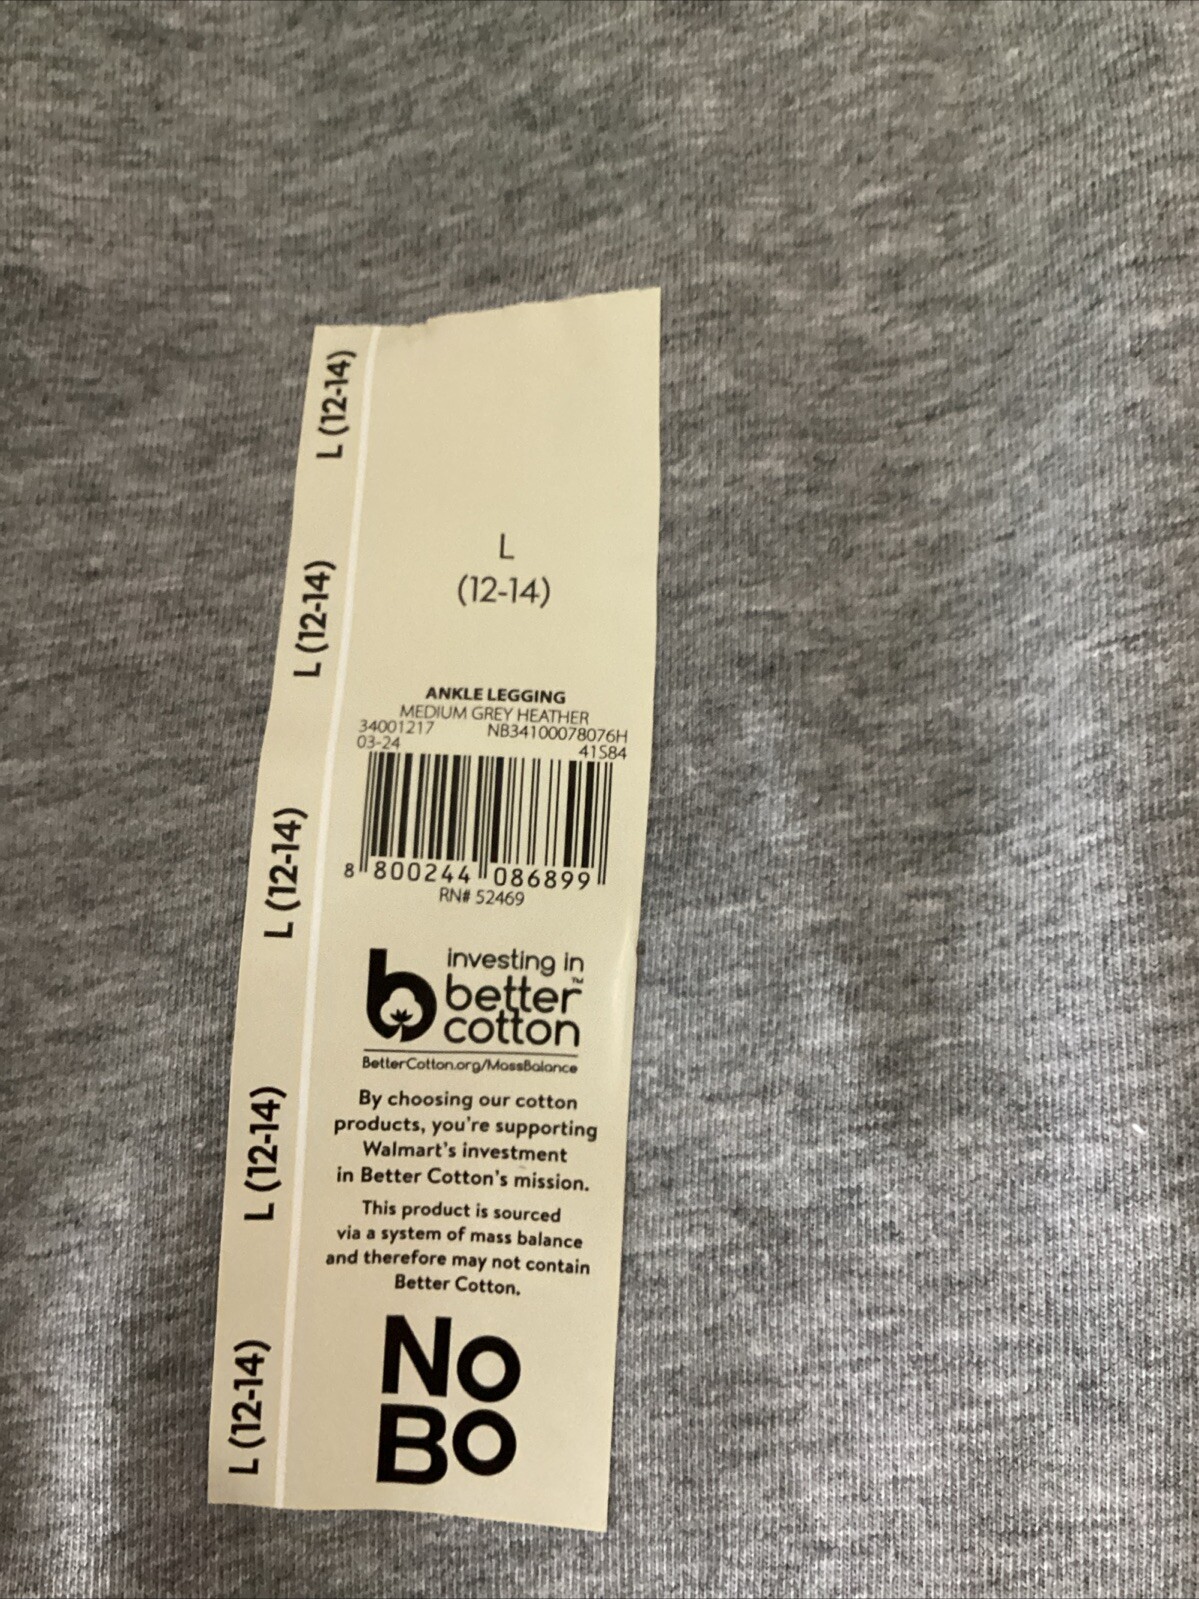 L (12-14)
L (12-14)
L (12-14)
L (12-14)
L (12-14)
L
(12-14)
ANKLE LEGGING
MEDIUM GREY HEATHER
34001217 NB34100078076H
03-24 41S84
8 800244 086899
RN# 52469
b investing in
better™
cotton
BetterCotton.org/MassBalance
By choosing our cotton
products, you're supporting
Walmart's investment
in Better Cotton's mission.
This product is sourced
via a system of mass balance
and therefore may not contain
Better Cotton.
No
Bo